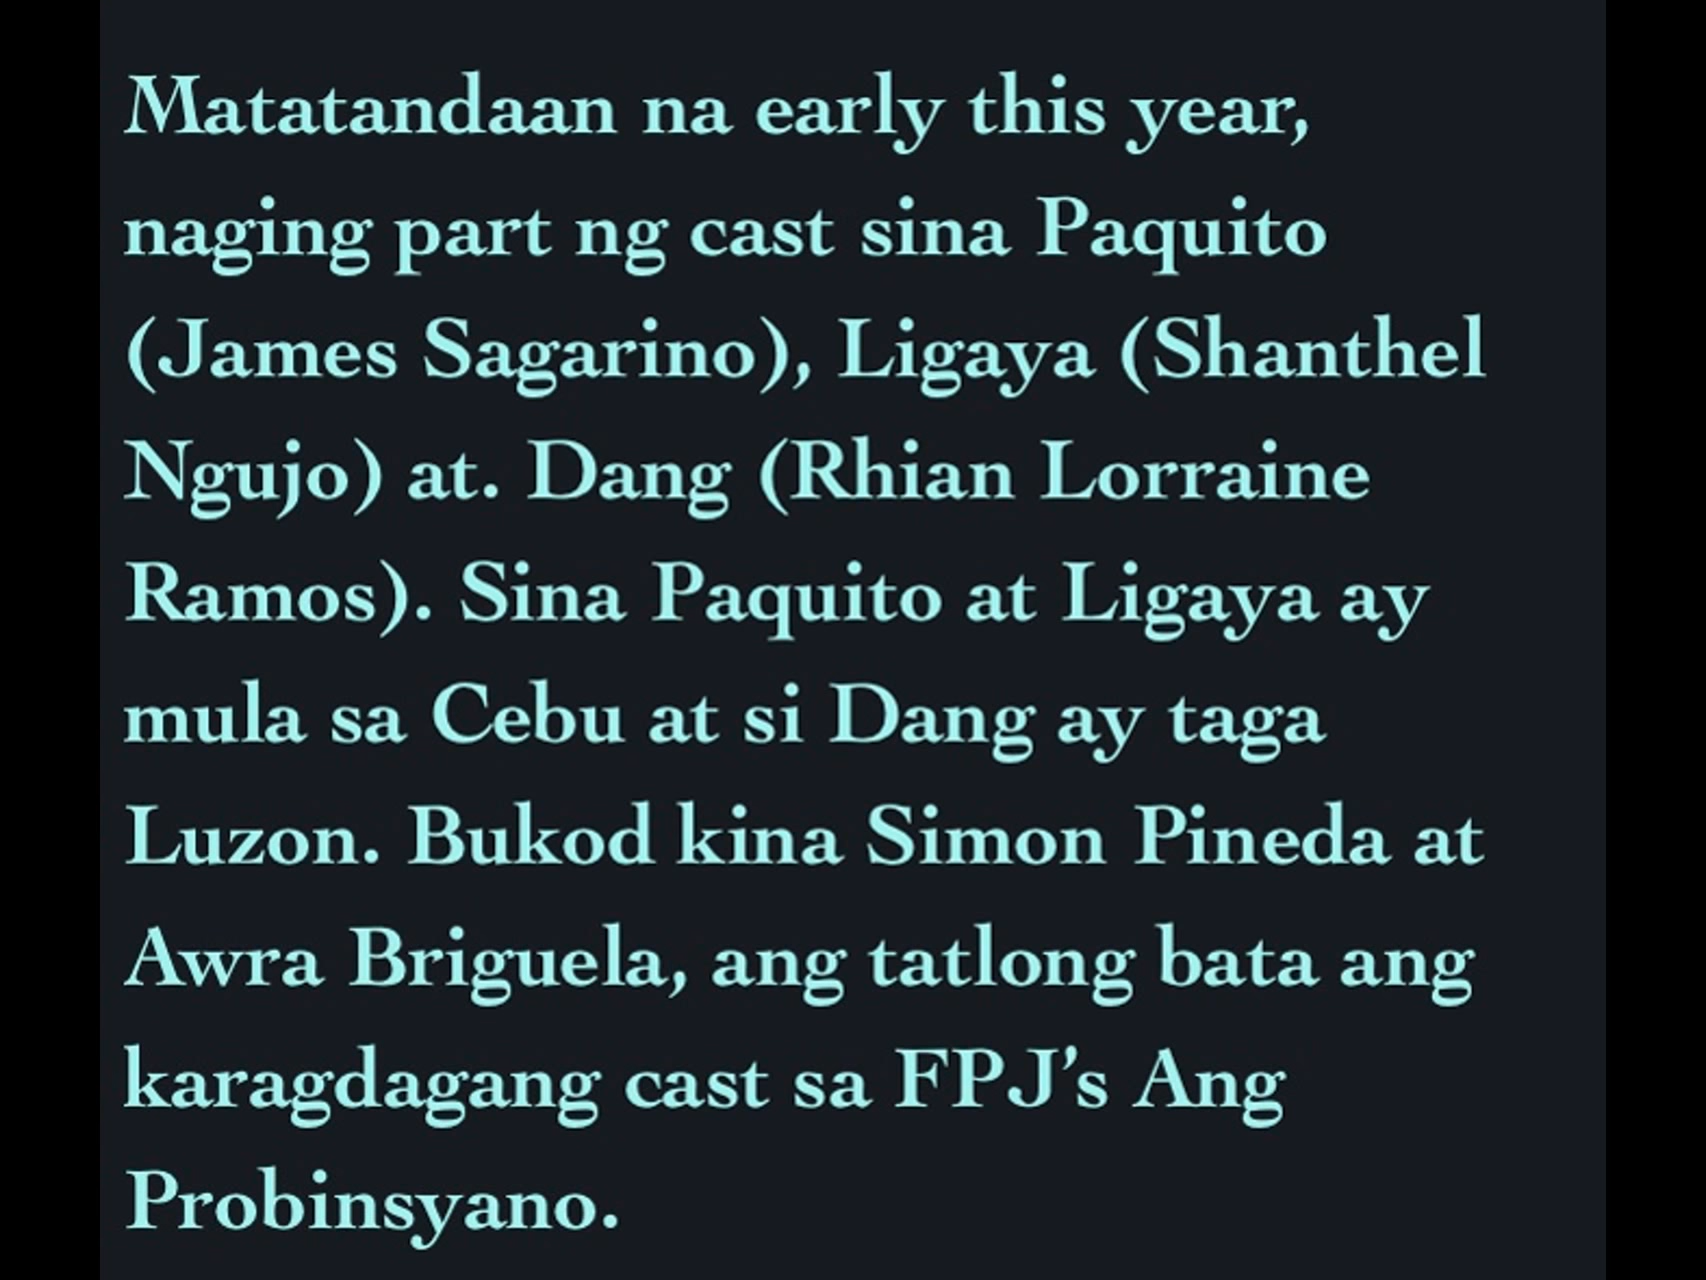 Matatandaan na early this year,
naging part ng cast sina Paquito
(James Sagarino), Ligaya (Shanthel
Ngujo) at. Dang (Rhian Lorraine
Ramos). Sina Paquito at Ligaya ay
mula sa Cebu at si Dang ay taga
Luzon. Bukod kina Simon Pineda at
Awra Briguela, ang tatlong bata ang
karagdagang cast sa FPJ’s Ang
Probinsyano.